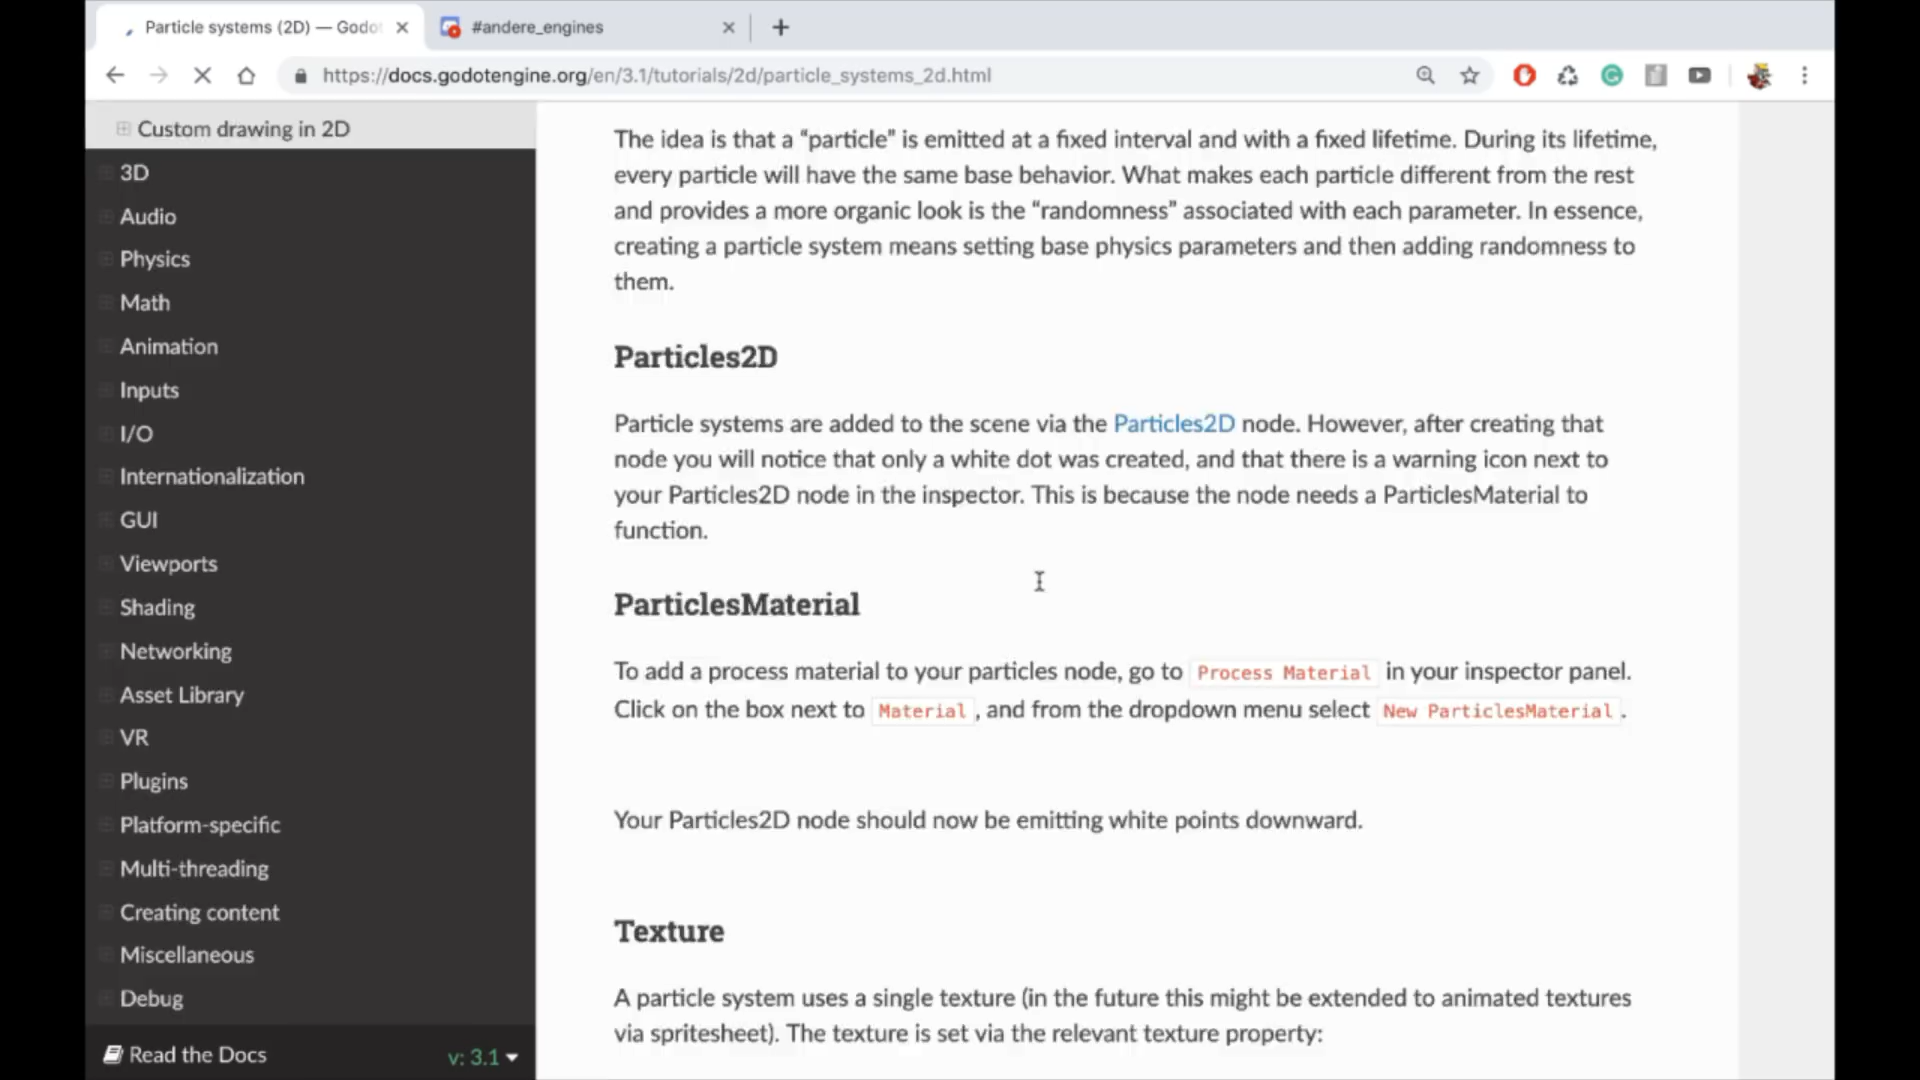 Particle systems (2D) — Godot
#andere_engines
https://docs.godotengine.org/en/3.1/tutorials/2d/particle_systems_2d.html
Custom drawing in 2D
3D
Audio
Physics
Math
Animation
Inputs
I/O
Internationalization
GUI
Viewports
Shading
Networking
Asset Library
VR
Plugins
Platform-specific
Multi-threading
Creating content
Miscellaneous
Debug
Read the Docs
v: 3.1
The idea is that a “particle” is emitted at a fixed interval and with a fixed lifetime. During its lifetime,
every particle will have the same base behavior. What makes each particle different from the rest
and provides a more organic look is the “randomness” associated with each parameter. In essence,
creating a particle system means setting base physics parameters and then adding randomness to
them.
Particles2D
Particle systems are added to the scene via the Particles2D node. However, after creating that
node you will notice that only a white dot was created, and that there is a warning icon next to
your Particles2D node in the inspector. This is because the node needs a ParticlesMaterial to
function.
ParticlesMaterial
To add a process material to your particles node, go to Process Material in your inspector panel.
Click on the box next to Material , and from the dropdown menu select New ParticlesMaterial .
Your Particles2D node should now be emitting white points downward.
Texture
A particle system uses a single texture (in the future this might be extended to animated textures
via spritesheet). The texture is set via the relevant texture property: